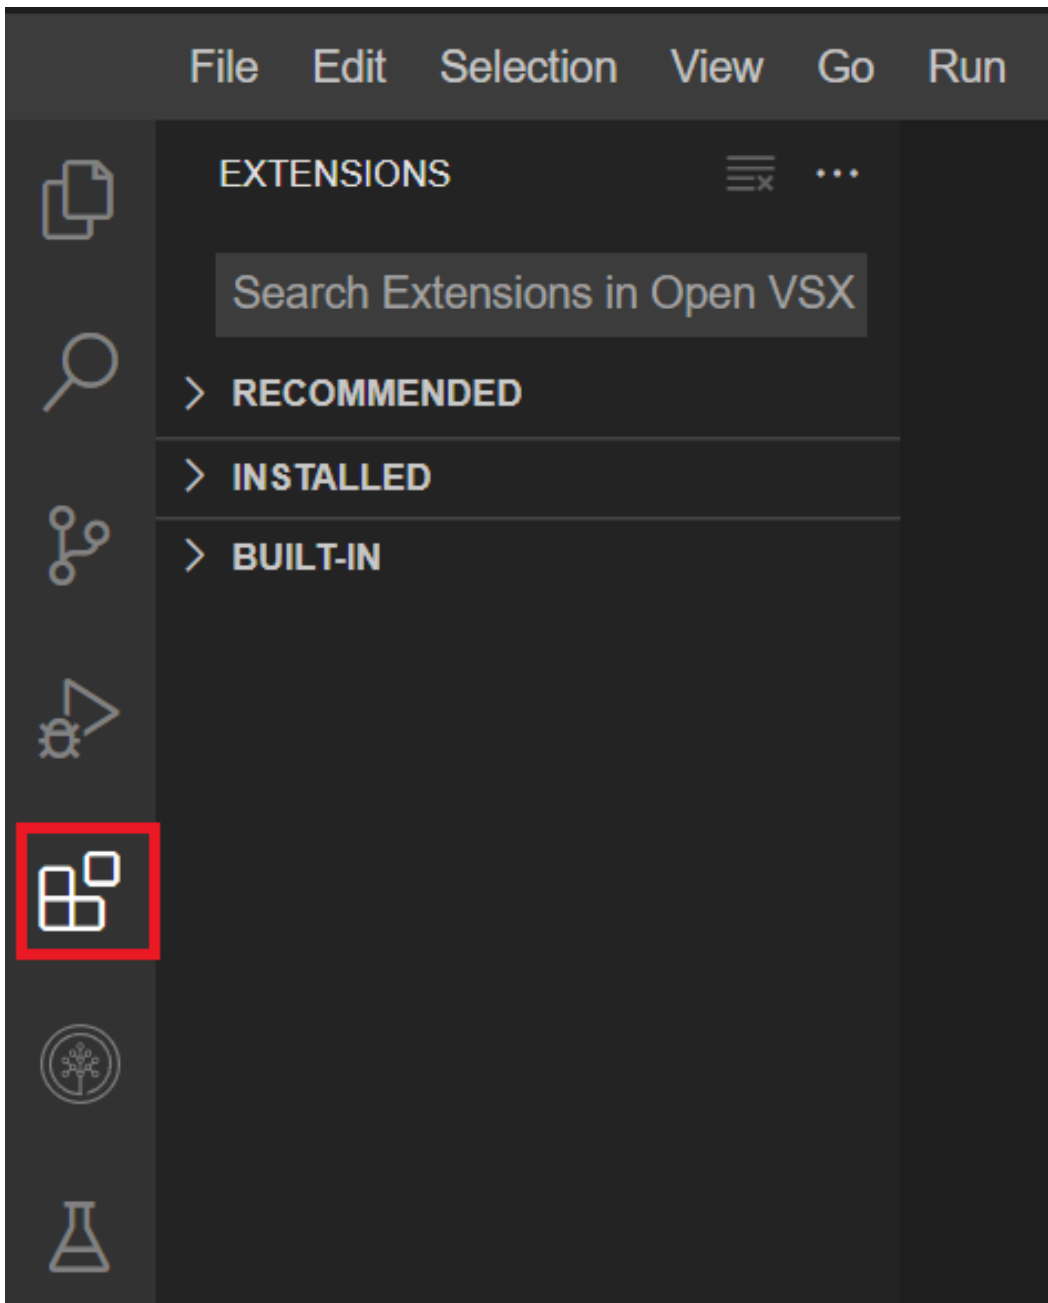 File Edit Selection View Go Run
EXTENSIONS
Search Extensions in Open VSX
RECOMMENDED
INSTALLED
BUILT-IN